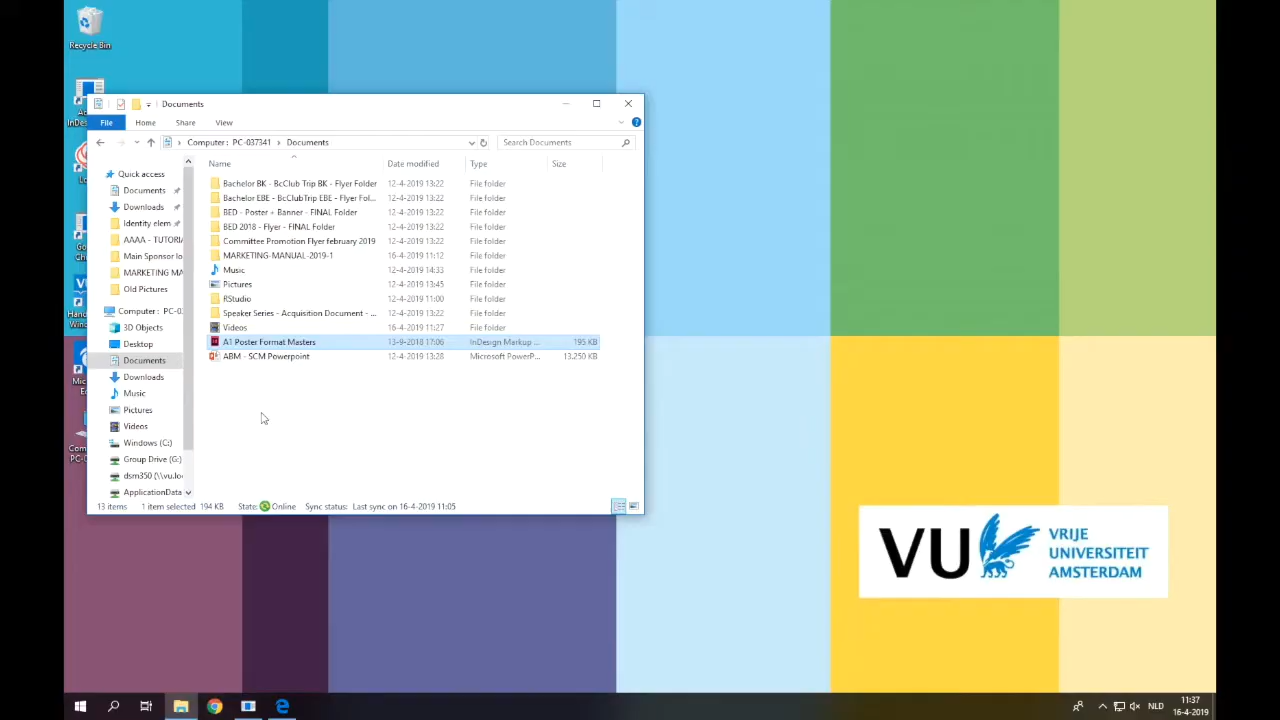 Recycle Bin
Documents
File Home Share View
Computer: PC-037341 > Documents
Search Documents
Name Date modified Type Size
Bachelor BK - BcClub Trip BK - Flyer Folder 12-4-2019 13:22 File folder
Bachelor EBE - BcClubTrip EBE - Flyer Fol... 12-4-2019 13:22 File folder
BED - Poster + Banner - FINAL Folder 12-4-2019 13:22 File folder
BED 2018 - Flyer - FINAL Folder 12-4-2019 13:22 File folder
Committee Promotion Flyer february 2019 12-4-2019 13:22 File folder
MARKETING-MANUAL-2019-1 16-4-2019 11:12 File folder
Music 12-4-2019 14:33 File folder
Pictures 12-4-2019 13:45 File folder
RStudio 12-4-2019 11:00 File folder
Speaker Series - Acquisition Document - ... 12-4-2019 13:22 File folder
Videos 16-4-2019 11:27 File folder
A1 Poster Format Masters 13-9-2018 17:06 InDesign Markup ... 195 KB
ABM - SCM Powerpoint 12-4-2019 13:28 Microsoft PowerP... 13.250 KB
Quick access
Documents
Downloads
Identity elem
AAAA - TUTORI
Main Sponsor lo
MARKETING MA
Old Pictures
Computer: PC-0
3D Objects
Desktop
Documents
Downloads
Music
Pictures
Videos
Windows (C:)
Group Drive (G:)
dsm350 (\\vu.lo
ApplicationData
13 items 1 item selected 194 KB State: Online Sync status: Last sync on 16-4-2019 11:05
VU VRIJE
UNIVERSITEIT
AMSTERDAM
NLD
11:37
16-4-2019